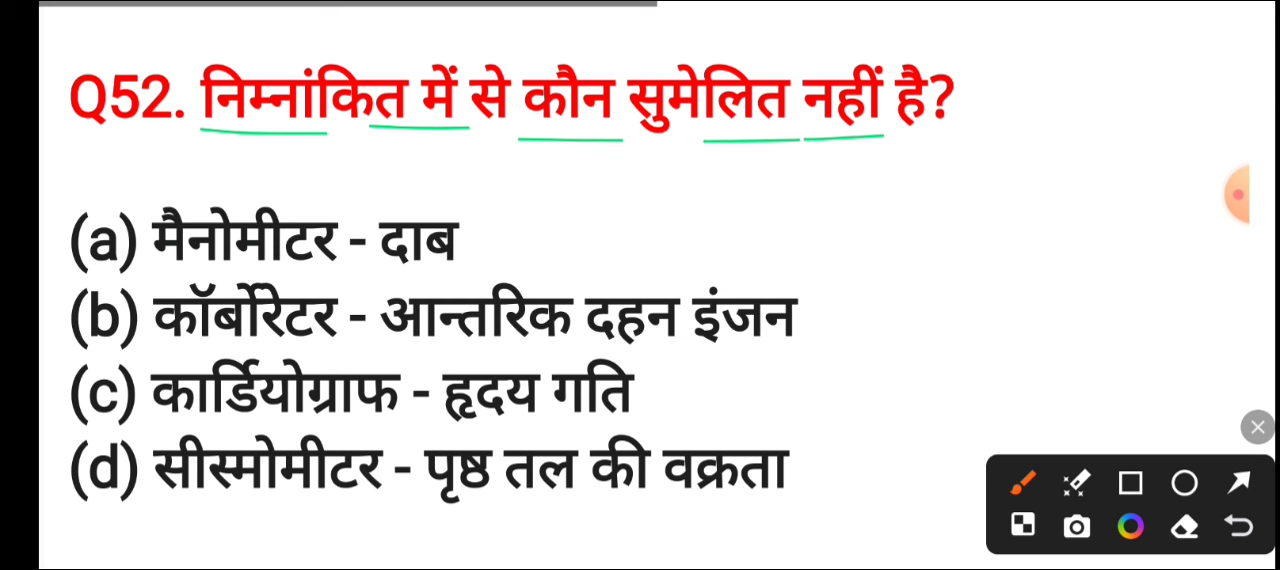 Q52. निम्नांकित में से कौन सुमेलित नहीं है?
(a) मैनोमीटर - दाब
(b) कॉर्बोरेटर - आन्तरिक दहन इंजन
(c) कार्डियोग्राफ - हृदय गति
(d) सीस्मोमीटर - पृष्ठ तल की वक्रता